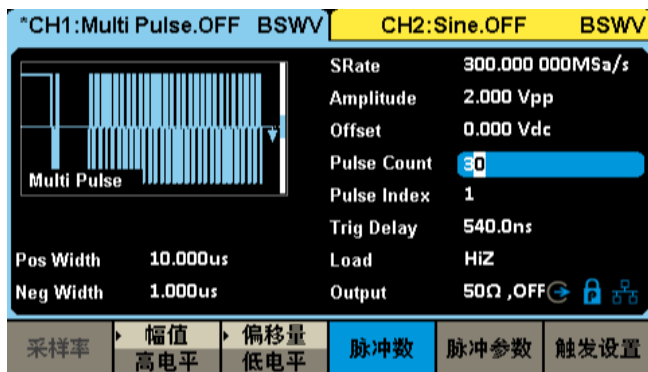 *CH1:Multi Pulse.OFF BSWV CH2:Sine.OFF BSWV
SRate 300.000 000MSa/s
Amplitude 2.000 Vpp
Offset 0.000 Vdc
Pulse Count 30
Multi Pulse
Pulse Index 1
Trig Delay 540.0ns
Pos Width 10.000us
Load HiZ
Neg Width 1.000us
Output 50Ω ,OFF
采样率 幅值 偏移量 脉冲数 脉冲参数 触发设置
高电平 低电平